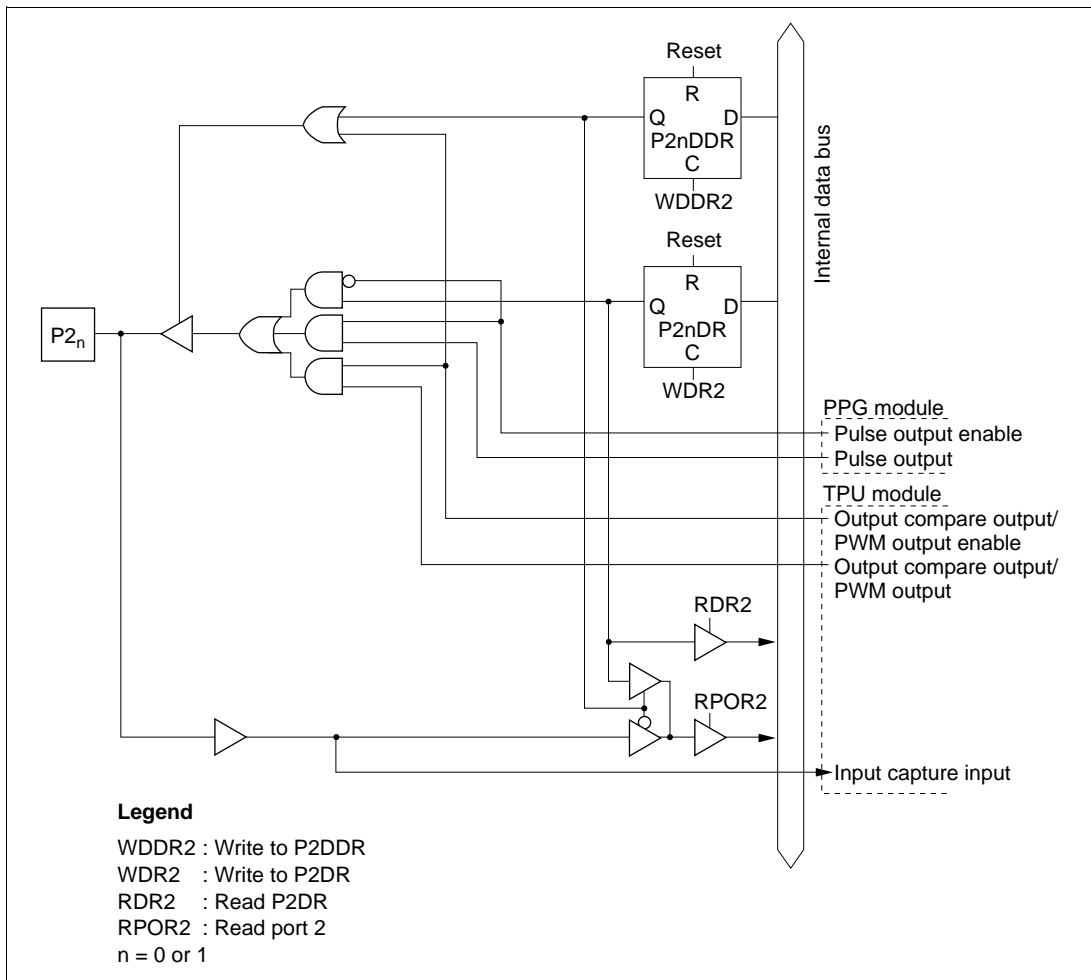 Reset
R
Q D
P2nDDR
C
WDDR2
Reset
R
Q D
P2nDR
C
WDR2
Internal data bus
P2n
PPG module
Pulse output enable
Pulse output
TPU module
Output compare output/
PWM output enable
Output compare output/
PWM output
RDR2
RPOR2
Input capture input
Legend
WDDR2 : Write to P2DDR
WDR2 : Write to P2DR
RDR2 : Read P2DR
RPOR2 : Read port 2
n = 0 or 1